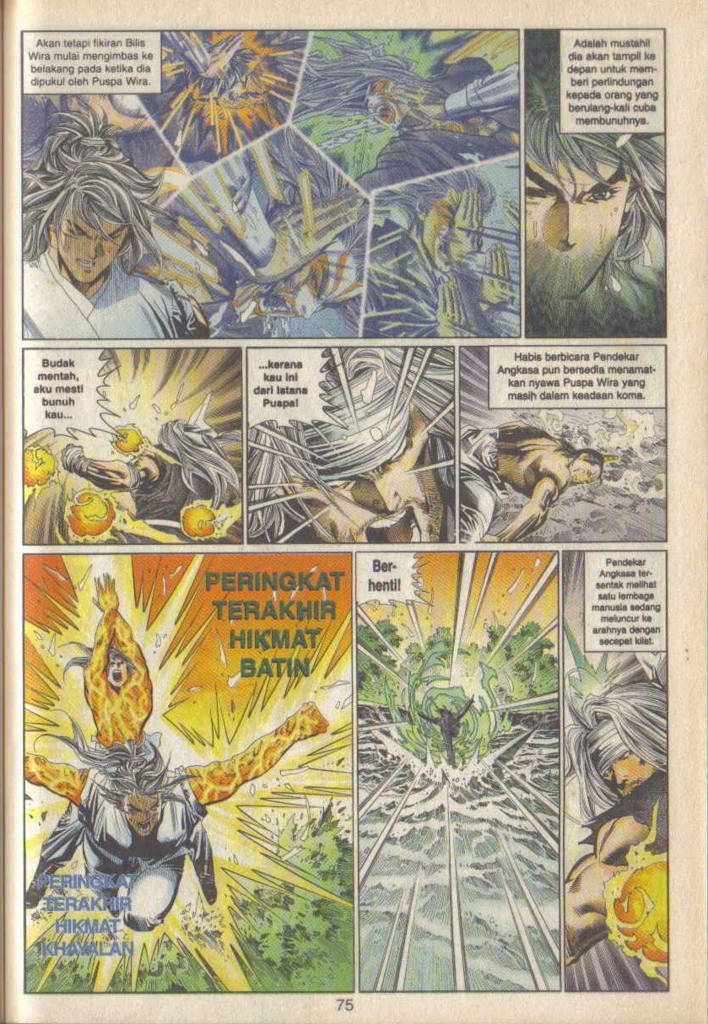 Akan tetapi fikiran Bilis
Wira mulai mengimbas ke
belakang pada ketika dia
dipukul oleh Puspa Wira.
Adalah mustahil
dia akan tampil ke
depan untuk mem-
beri perlindungan
kepada orang yang
berulang-kali cuba
membunuhnya.
Budak
mentah,
aku mesti
bunuh
kau...
...kerana
kau ini
dari Istana
Puspa!
Habis berbicara Pendekar
Angkasa pun bersedia menamat-
kan nyawa Puspa Wira yang
masih dalam keadaan koma.
PERINGKAT
TERAKHIR
HIKMAT
BATIN
PERINGKAT
TERAKHIR
HIKMAT
KHAYALAN
Ber-
henti!
Pendekar
Angkasa ter-
sentak melihat
satu lembaga
manusia sedang
meluncur ke
arahnya dengan
secepat kilat.
75